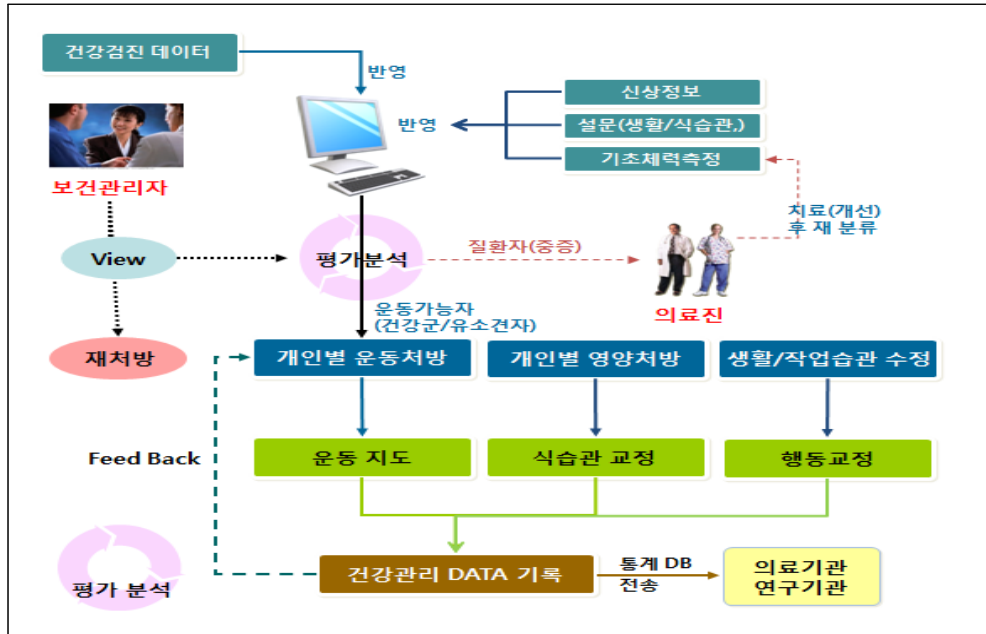 건강검진 데이터
반영
신상정보
반영
설문(생활/식습관,)
기초체력측정
보건관리자
치료(개선)
후 재 분류
View
평가분석
질환자(중증)
의료진
운동가능자
(건강군/유소견자)
재처방
개인별 운동처방
개인별 영양처방
생활/작업습관 수정
Feed Back
운동 지도
식습관 교정
행동교정
평가 분석
건강관리 DATA 기록
통계 DB
전송
의료기관
연구기관